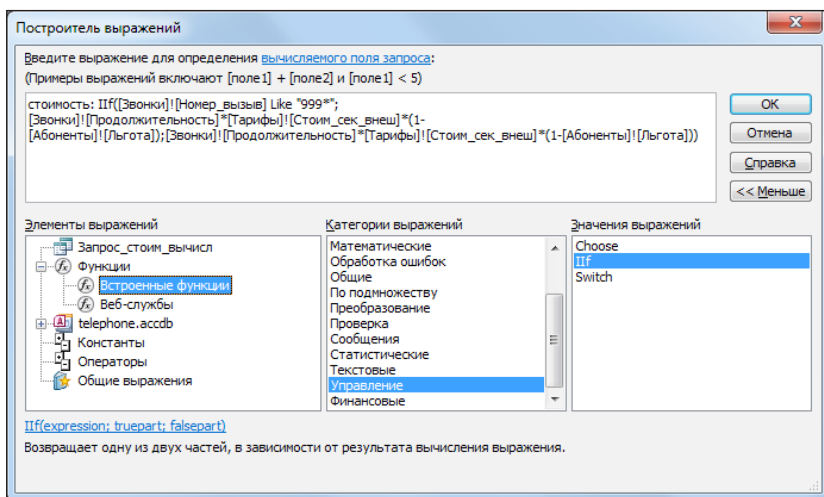 Построитель выражений
Введите выражение для определения вычисляемого поля запроса:
(Примеры выражений включают [поле1] + [поле2] и [поле1] < 5)
стоимость: IIf([Звонки]![Номер_вызыв] Like "999*";
[Звонки]![Продолжительность]*[Тарифы]![Стоим_сек_внеш]*(1-
[Абоненты]![Льгота]);[Звонки]![Продолжительность]*[Тарифы]![Стоим_сек_внеш]*(1-[Абоненты]![Льгота]))
OK
Отмена
Справка
<< Меньше
Элементы выражений
Запрос_стоим_вычисл
Функции
Встроенные функции
Веб-службы
telephone.accdb
Константы
Операторы
Общие выражения
Категории выражений
Математические
Обработка ошибок
Общие
По подмножеству
Преобразование
Проверка
Сообщения
Статистические
Текстовые
Управление
Финансовые
Значения выражений
Choose
IIf
Switch
IIf(expression; truepart; falsepart)
Возвращает одну из двух частей, в зависимости от результата вычисления выражения.